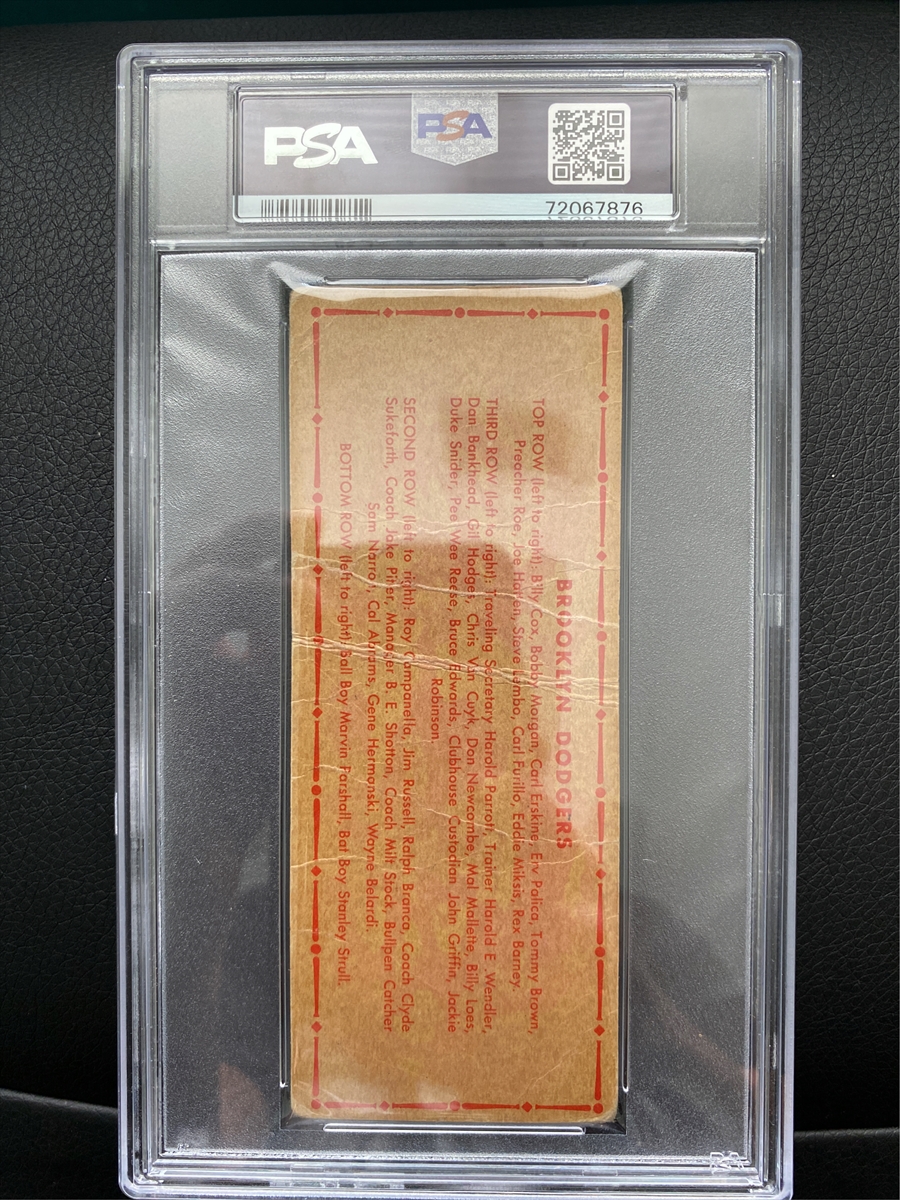 PSA
PSA
72067876
BROOKLYN DODGERS
TOP ROW (left to right): Billy Cox, Bobby Morgan, Carl Erskine, Erv Palica, Tommy Brown,
Preacher Roe, Joe Hatten, Steve Lembo, Carl Furillo, Eddie Miksis, Rex Barney.
THIRD ROW (left to right): Traveling Secretary Harold Parrott, Trainer Harold E. Wendler,
Dan Bankhead, Gil Hodges, Chris Van Cuyk, Don Newcombe, Mal Mallette, Billy Loes,
Duke Snider, Pee Wee Reese, Bruce Edwards, Clubhouse Custodian John Griffin, Jackie
Robinson
SECOND ROW (left to right): Roy Campanella, Jim Russell, Ralph Branca, Coach Clyde
Sukeforth, Coach Jake Pitler, Manager B. E. Shotton, Coach Milt Stock, Bullpen Catcher
Sam Narron, Cal Abrams, Gene Hermanski, Wayne Belardi.
BOTTOM ROW (left to right): Ball Boy Marvin Parshall, Bat Boy Stanley Strull.